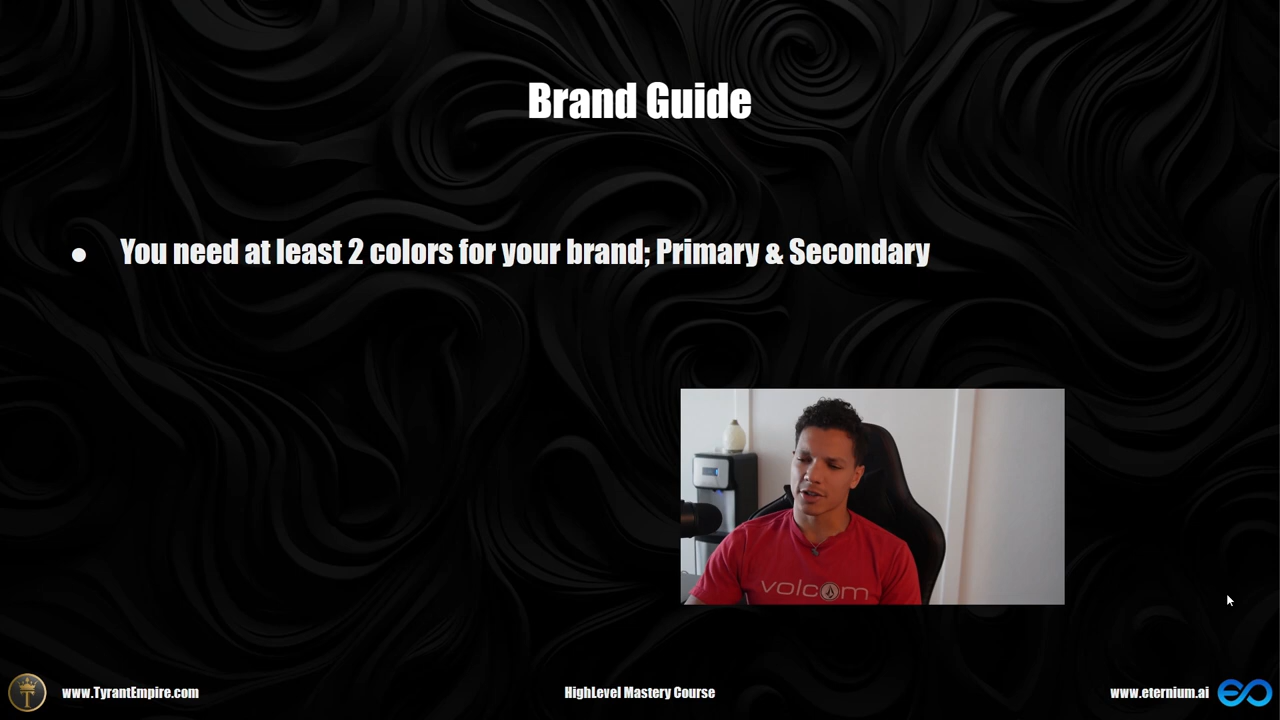 Brand Guide
● You need at least 2 colors for your brand; Primary & Secondary
volcom
www.TyrantEmpire.com
HighLevel Mastery Course
www.eternium.ai